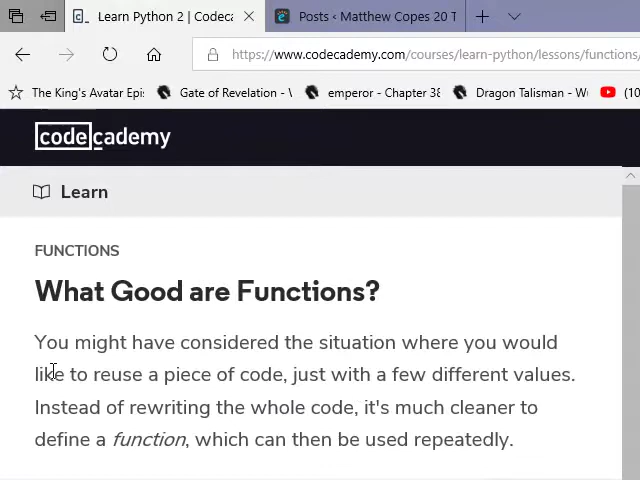 Learn Python 2 | Codeca
Posts ‹ Matthew Copes 20 T
https://www.codecademy.com/courses/learn-python/lessons/functions/
The King's Avatar Epi:
Gate of Revelation - \
emperor - Chapter 38
Dragon Talisman - W
(10
codecademy
Learn
FUNCTIONS
What Good are Functions?
You might have considered the situation where you would
like to reuse a piece of code, just with a few different values.
Instead of rewriting the whole code, it's much cleaner to
define a function, which can then be used repeatedly.